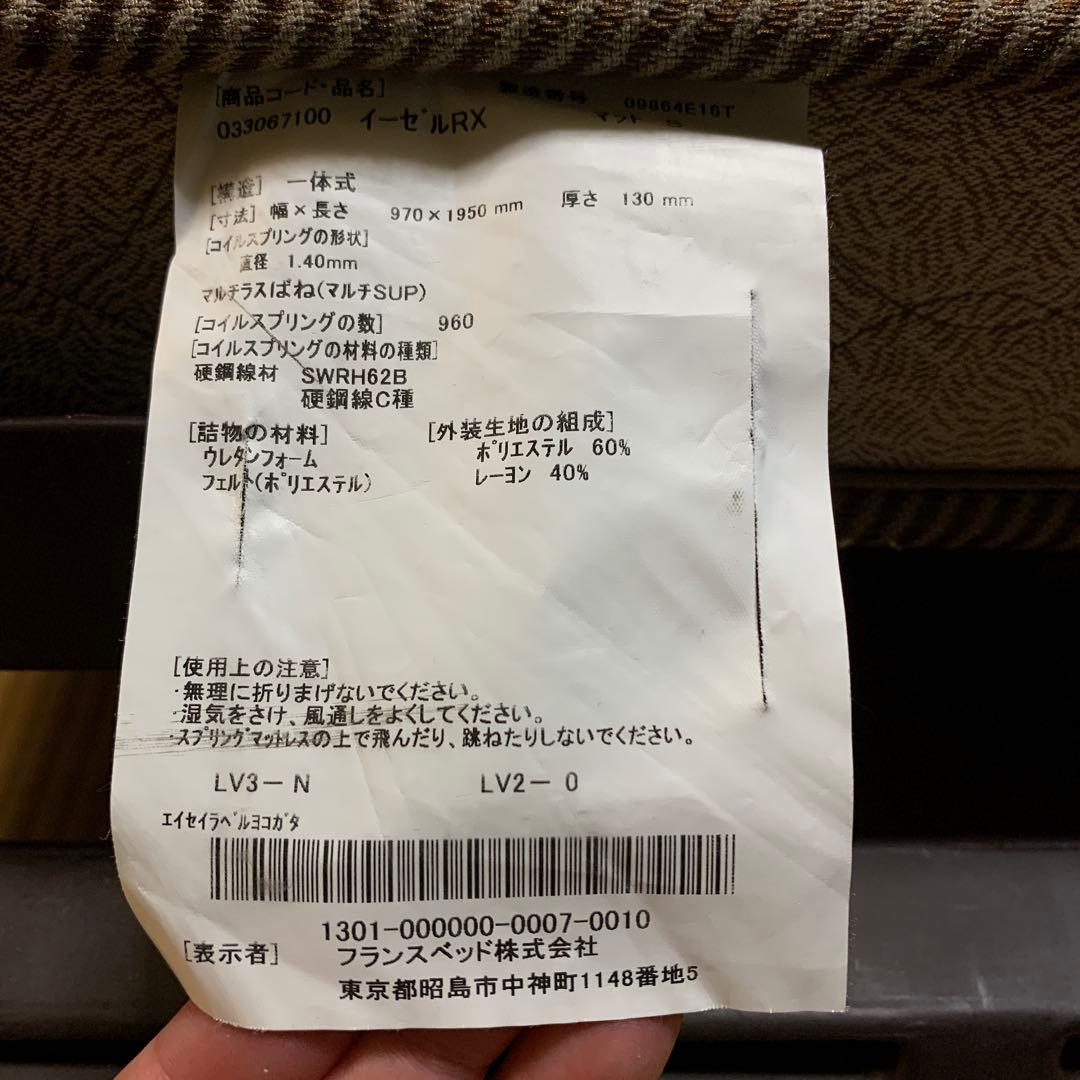 [商品コード・品名] 製造番号 09864E16T
033067100 イーゼルRX マット
[構造] 一体式
[寸法] 幅×長さ 970×1950 mm 厚さ 130 mm
[コイルスプリングの形状]
直径 1.40mm
マルチラスばね(マルチSUP)
[コイルスプリングの数] 960
[コイルスプリングの材料の種類]
硬鋼線材 SWRH62B
硬鋼線C種
[詰物の材料] [外装生地の組成]
ウレタンフォーム ポリエステル 60%
フェルト(ポリエステル) レーヨン 40%
[使用上の注意]
・無理に折りまげないでください。
・湿気をさけ、風通しをよくしてください。
・スプリングマットレスの上で飛んだり、跳ねたりしないでください。
LV3－N LV2－0
エイセイラベルヨコガタ
1301-000000-0007-0010
[表示者] フランスベッド株式会社
東京都昭島市中神町1148番地5